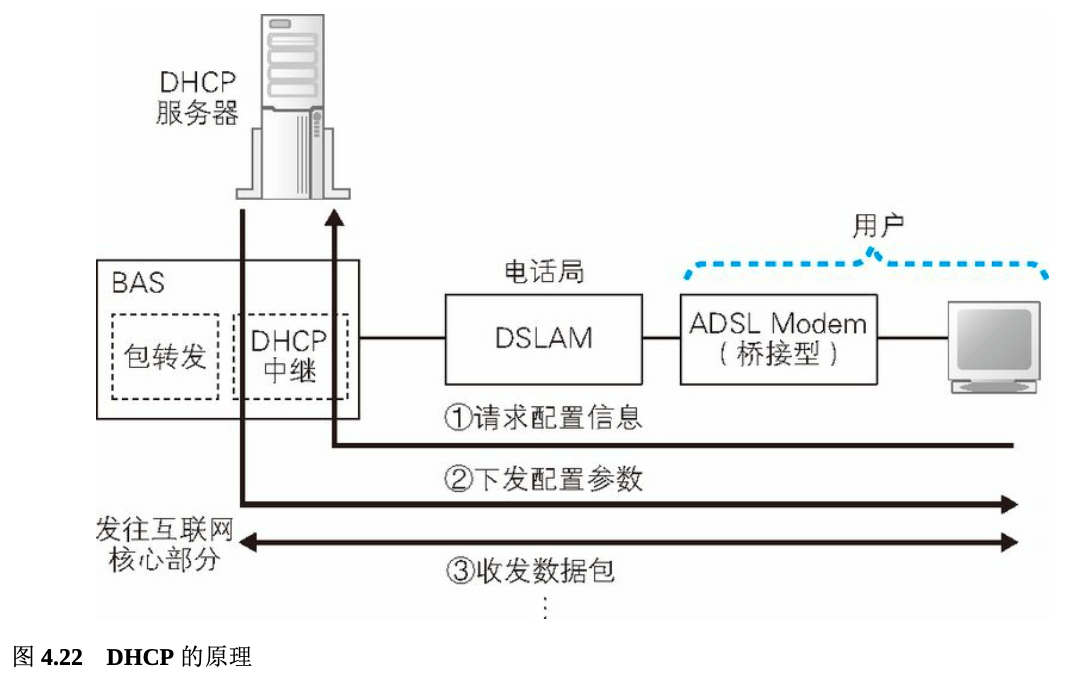 DHCP
服务器
用户
BAS
电话局
包转发
DHCP
中继
DSLAM
ADSL Modem
（桥接型）
①请求配置信息
②下发配置参数
发往互联网
核心部分
③收发数据包
⋮
图 4.22 DHCP 的原理